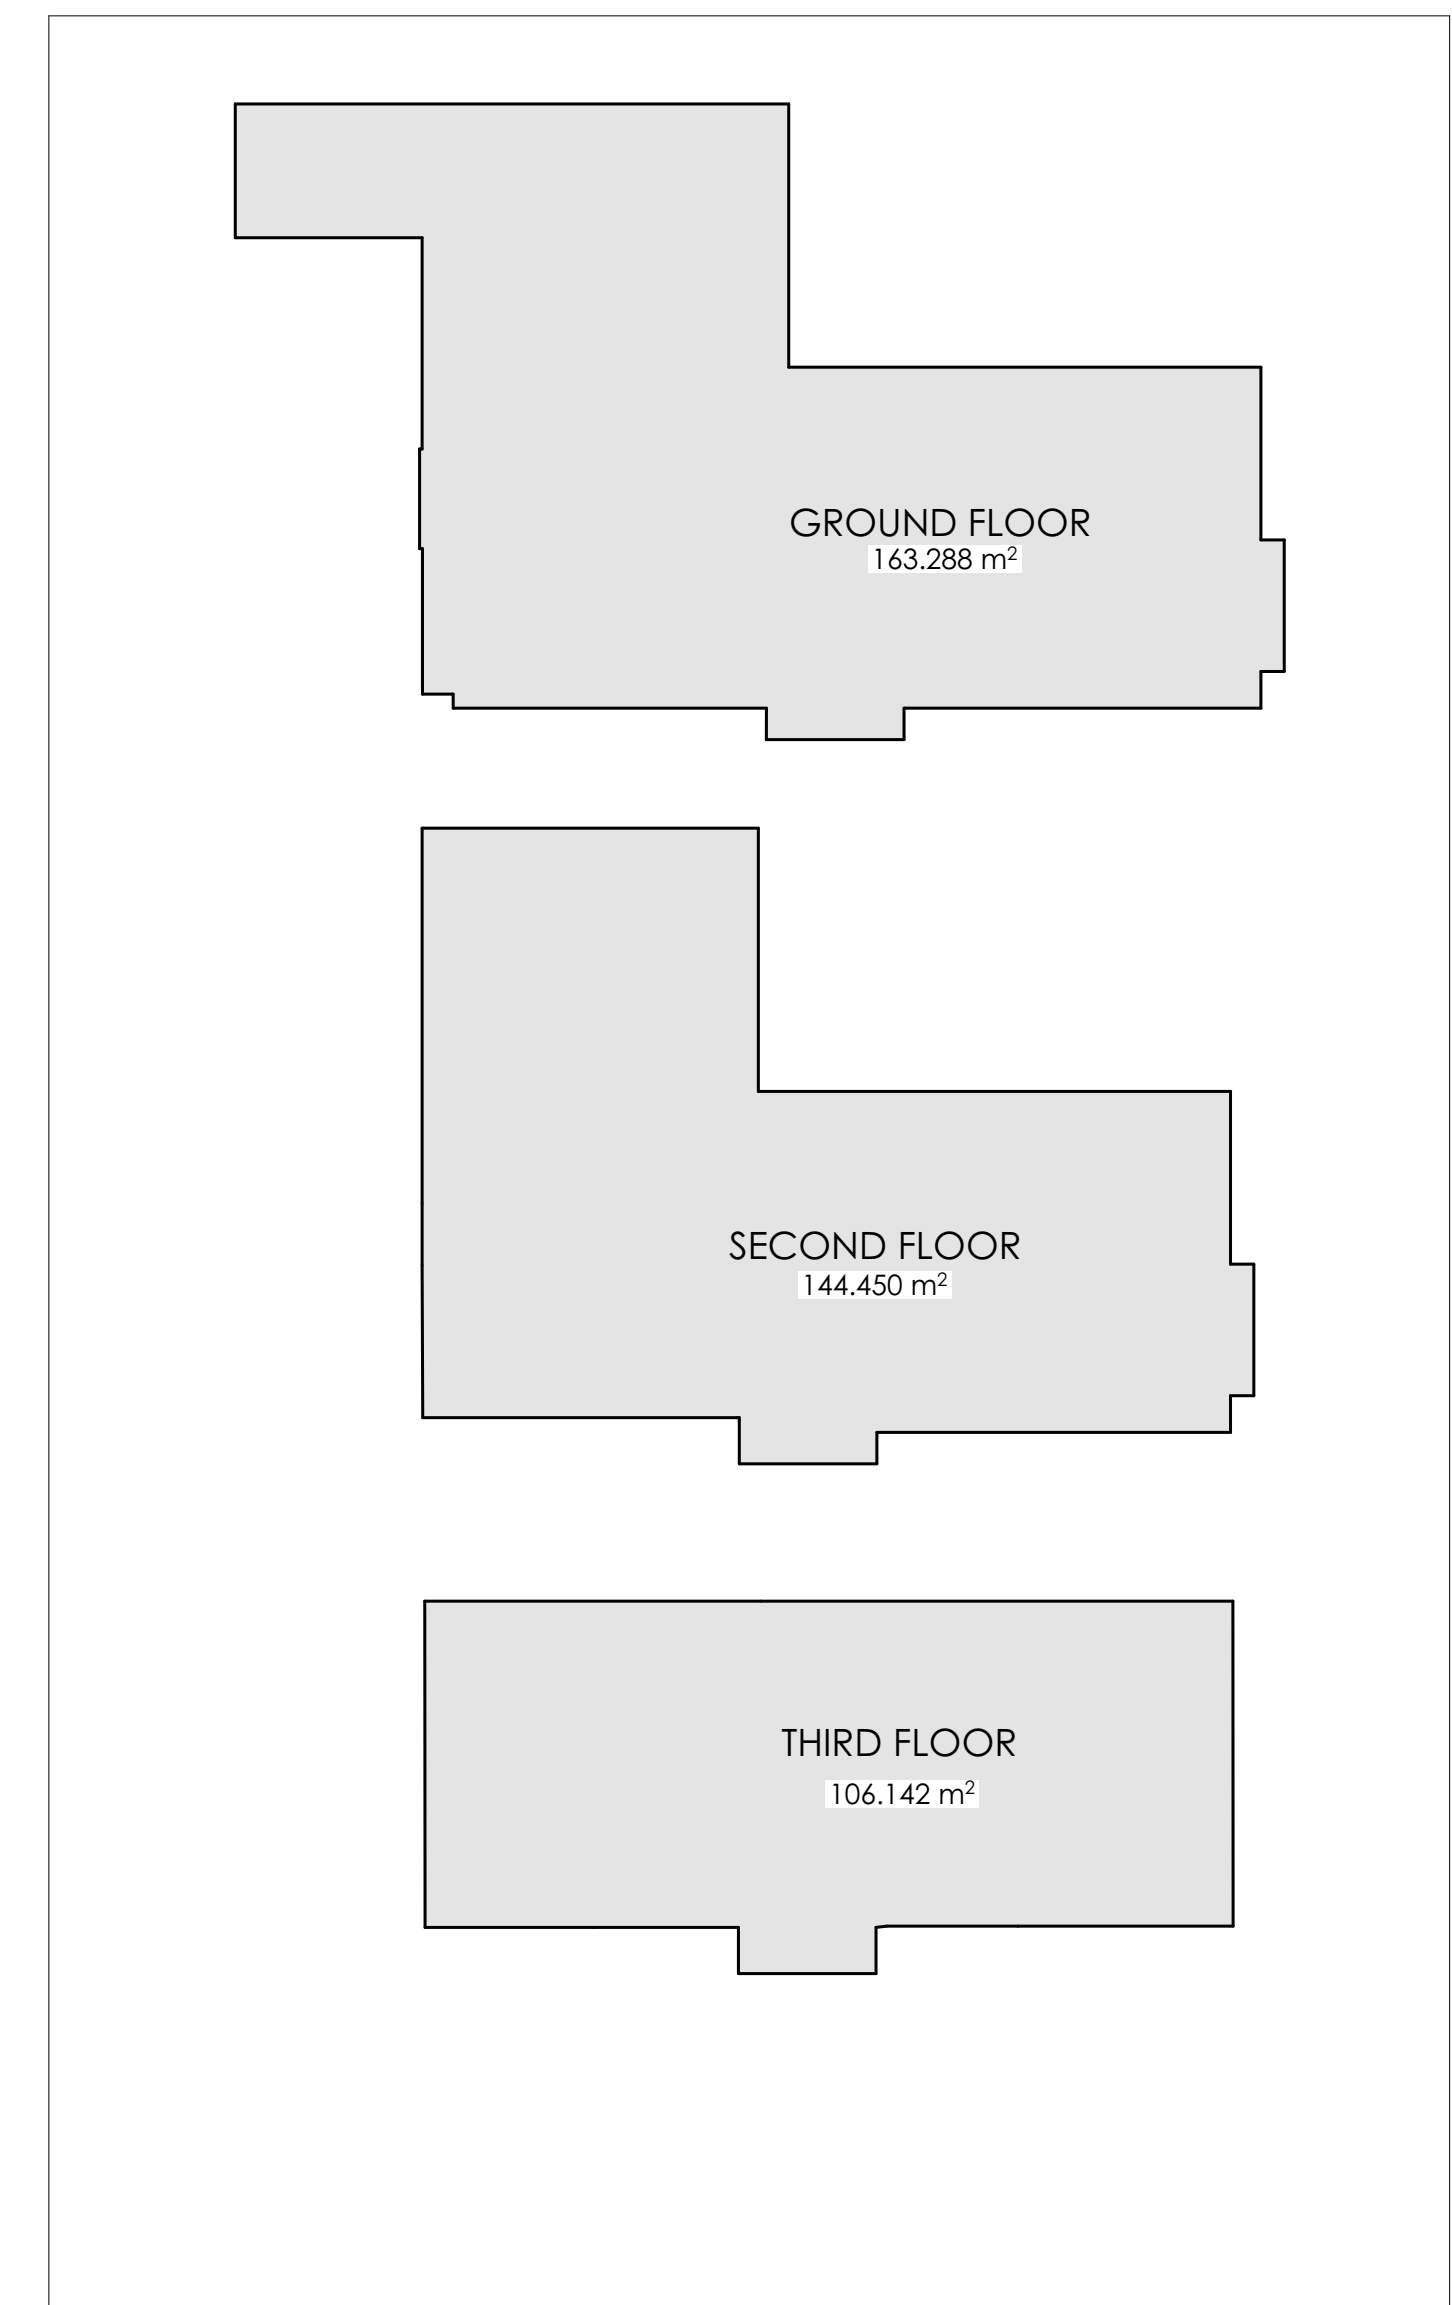 GROUND FLOOR
163.288 m²
SECOND FLOOR
144.450 m²
THIRD FLOOR
106.142 m²